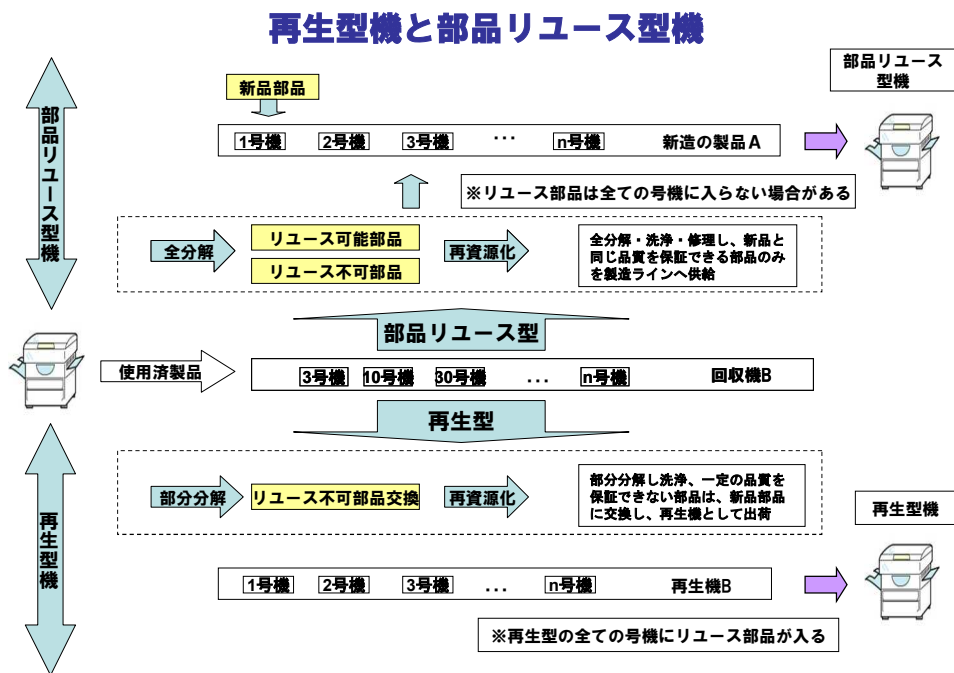 再生型機と部品リユース型機
部品リユース
型機
新品部品
部品リユース型機
1号機 2号機 3号機 ・・・ n号機 新造の製品A
※リユース部品は全ての号機に入らない場合がある
全分解
リユース可能部品
リユース不可部品
再資源化
全分解・洗浄・修理し、新品と
同じ品質を保証できる部品のみ
を製造ラインへ供給
部品リユース型
使用済製品
3号機 10号機 30号機 ... n号機 回収機B
再生型
再生型機
部分分解
リユース不可部品交換
再資源化
部分分解し洗浄、一定の品質を
保証できない部品は、新品部品
に交換し、再生機として出荷
再生型機
1号機 2号機 3号機 ... n号機 再生機B
※再生型の全ての号機にリユース部品が入る